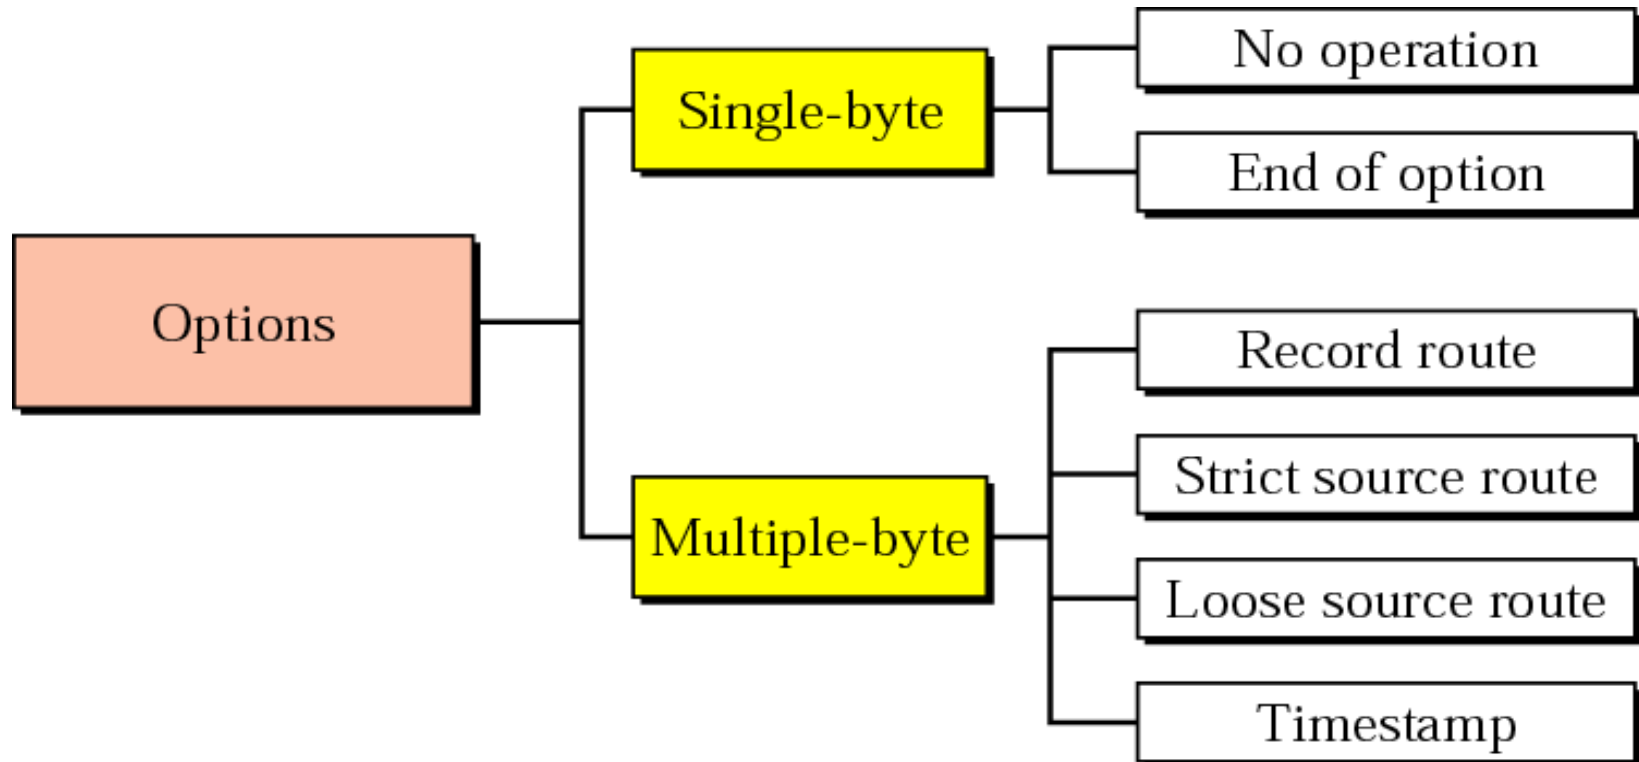 Options
Single-byte
No operation
End of option
Multiple-byte
Record route
Strict source route
Loose source route
Timestamp